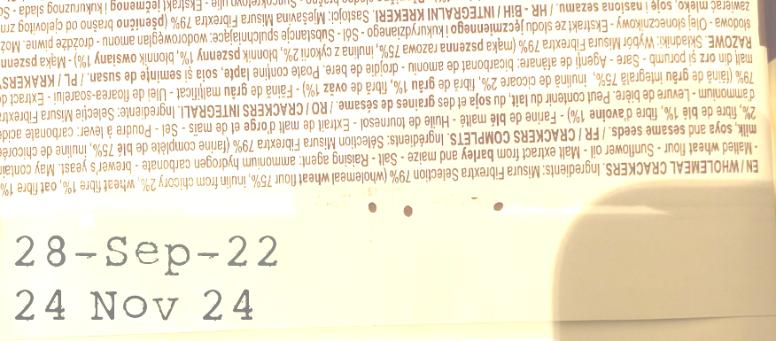 EN / WHOLEMEAL CRACKERS. Ingredients: Misura Fibrextra Selection 79% (wholemeal wheat flour 75%, inulin from chicory 2%, wheat fibre 1%, oat fibre 1%
- Malted wheat flour - Sunflower oil - Malt extract from barley and maize - Salt - Raising agent: ammonium hydrogen carbonate - brewer's yeast. May contain
milk, soya and sesame seeds. / FR / CRACKERS COMPLETS. Ingrédients: Sélection Misura Fibrextra 79% (farine complète de blé 75%, inuline de chicorée
2%, fibre de blé 1%, fibre d'avoine 1%) - Farine de blé malté - Huile de tournesol - Extrait de malt d'orge et de maïs - Sel - Poudre à lever: carbonate acide
d'ammonium - Levure de bière. Peut contenir du lait, du soja et des graines de sésame. / RO / CRACKERS INTEGRALI. Ingrediente: Selecție Misura Fibrextra
79% (făină de grâu integrală 75%, inulină de cicoare 2%, fibră de grâu 1%, fibră de ovăz 1%) - Făină de grâu malțificat - Ulei de floarea-soarelui - Extract de
malt din orz și porumb - Sare - Agenți de afânare: bicarbonat de amoniu - drojdie de bere. Poate conține lapte, soia și semințe de susan. / PL / KRAKERSY
RAZOWE. Składniki: Wybór Misura Fibrextra 79% (mąka pszenna razowa 75%, inulina z cykorii 2%, błonnik pszenny 1%, błonnik owsiany 1%) - Mąka pszenna
słodowa - Olej słonecznikowy - Ekstrakt ze słodu jęczmiennego i kukurydzianego - Sól - Substancje spulchniające: wodorowęglan amonu - drożdże piwne. Może
zawierać mleko, soję i nasiona sezamu. / HR - BIH / INTEGRALNI KREKERI. Sastojci: Mješavina Misura Fibrextra 79% (pšenično brašno od cjelovitog zrna
28-Sep-22
24 Nov 24